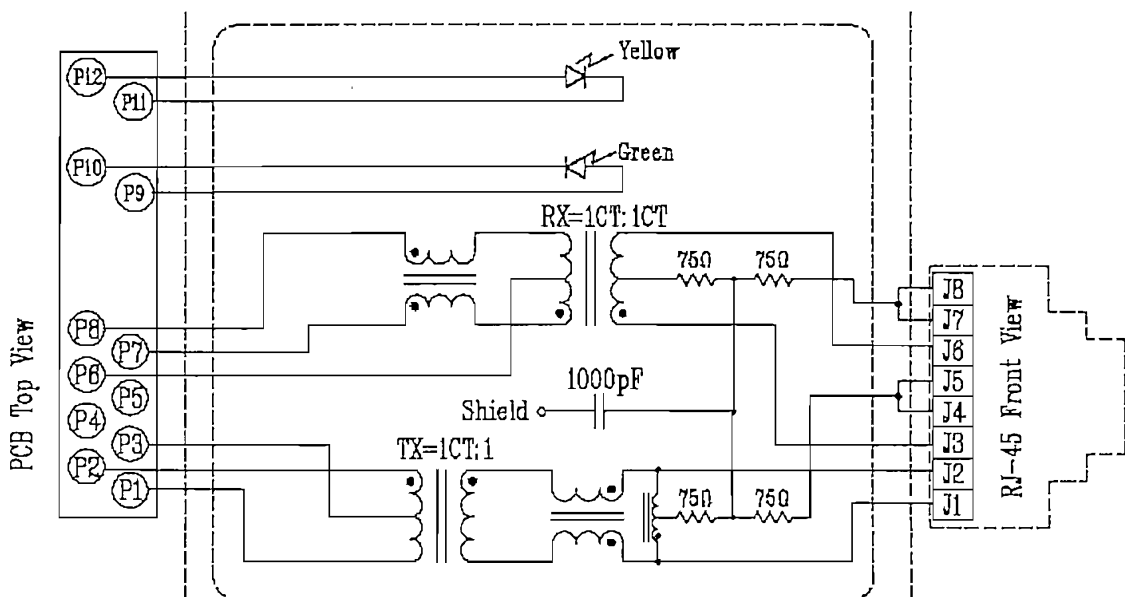 P12
Yellow
P11
P10
Green
P9
RX=1CT:1CT
75Ω 75Ω
J8
P8
J7
P7
J6
P6
1000pF
J5
P5
Shield
J4
P4
P3
TX=1CT:1
J3
P2
J2
P1
75Ω 75Ω
J1
PCB Top View
RJ-45 Front View